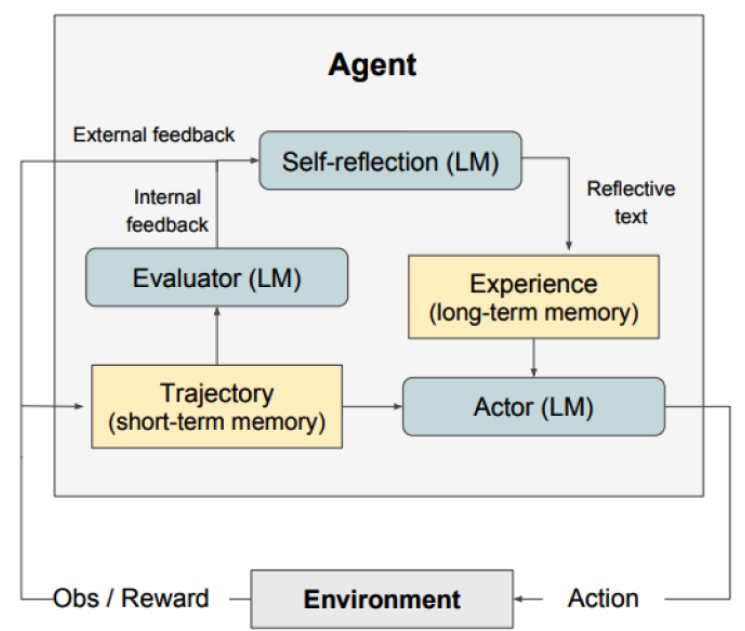 Agent
External feedback
Self-reflection (LM)
Internal
feedback
Reflective
text
Evaluator (LM)
Experience
(long-term memory)
Trajectory
(short-term memory)
Actor (LM)
Obs / Reward
Environment
Action